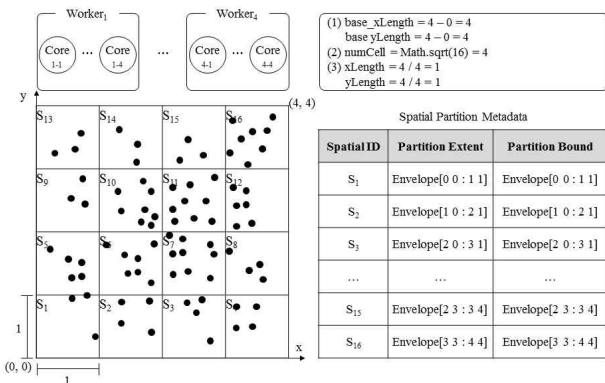 Worker1
Worker4
Core 1-1
...
Core 1-4
...
Core 4-1
...
Core 4-4
(1) base_xLength = 4 – 0 = 4
base yLength = 4 – 0 = 4
(2) numCell = Math.sqrt(16) = 4
(3) xLength = 4 / 4 = 1
yLength = 4 / 4 = 1
y
(4, 4)
S13 S14 S15 S16
S9 S10 S11 S12
S5 S6 S7 S8
S1 S2 S3
1
(0, 0)
x
1
Spatial Partition Metadata
Spatial ID Partition Extent Partition Bound
S1 Envelope[0 0 : 1 1] Envelope[0 0 : 1 1]
S2 Envelope[1 0 : 2 1] Envelope[1 0 : 2 1]
S3 Envelope[2 0 : 3 1] Envelope[2 0 : 3 1]
... ... ...
S15 Envelope[2 3 : 3 4] Envelope[2 3 : 3 4]
S16 Envelope[3 3 : 4 4] Envelope[3 3 : 4 4]